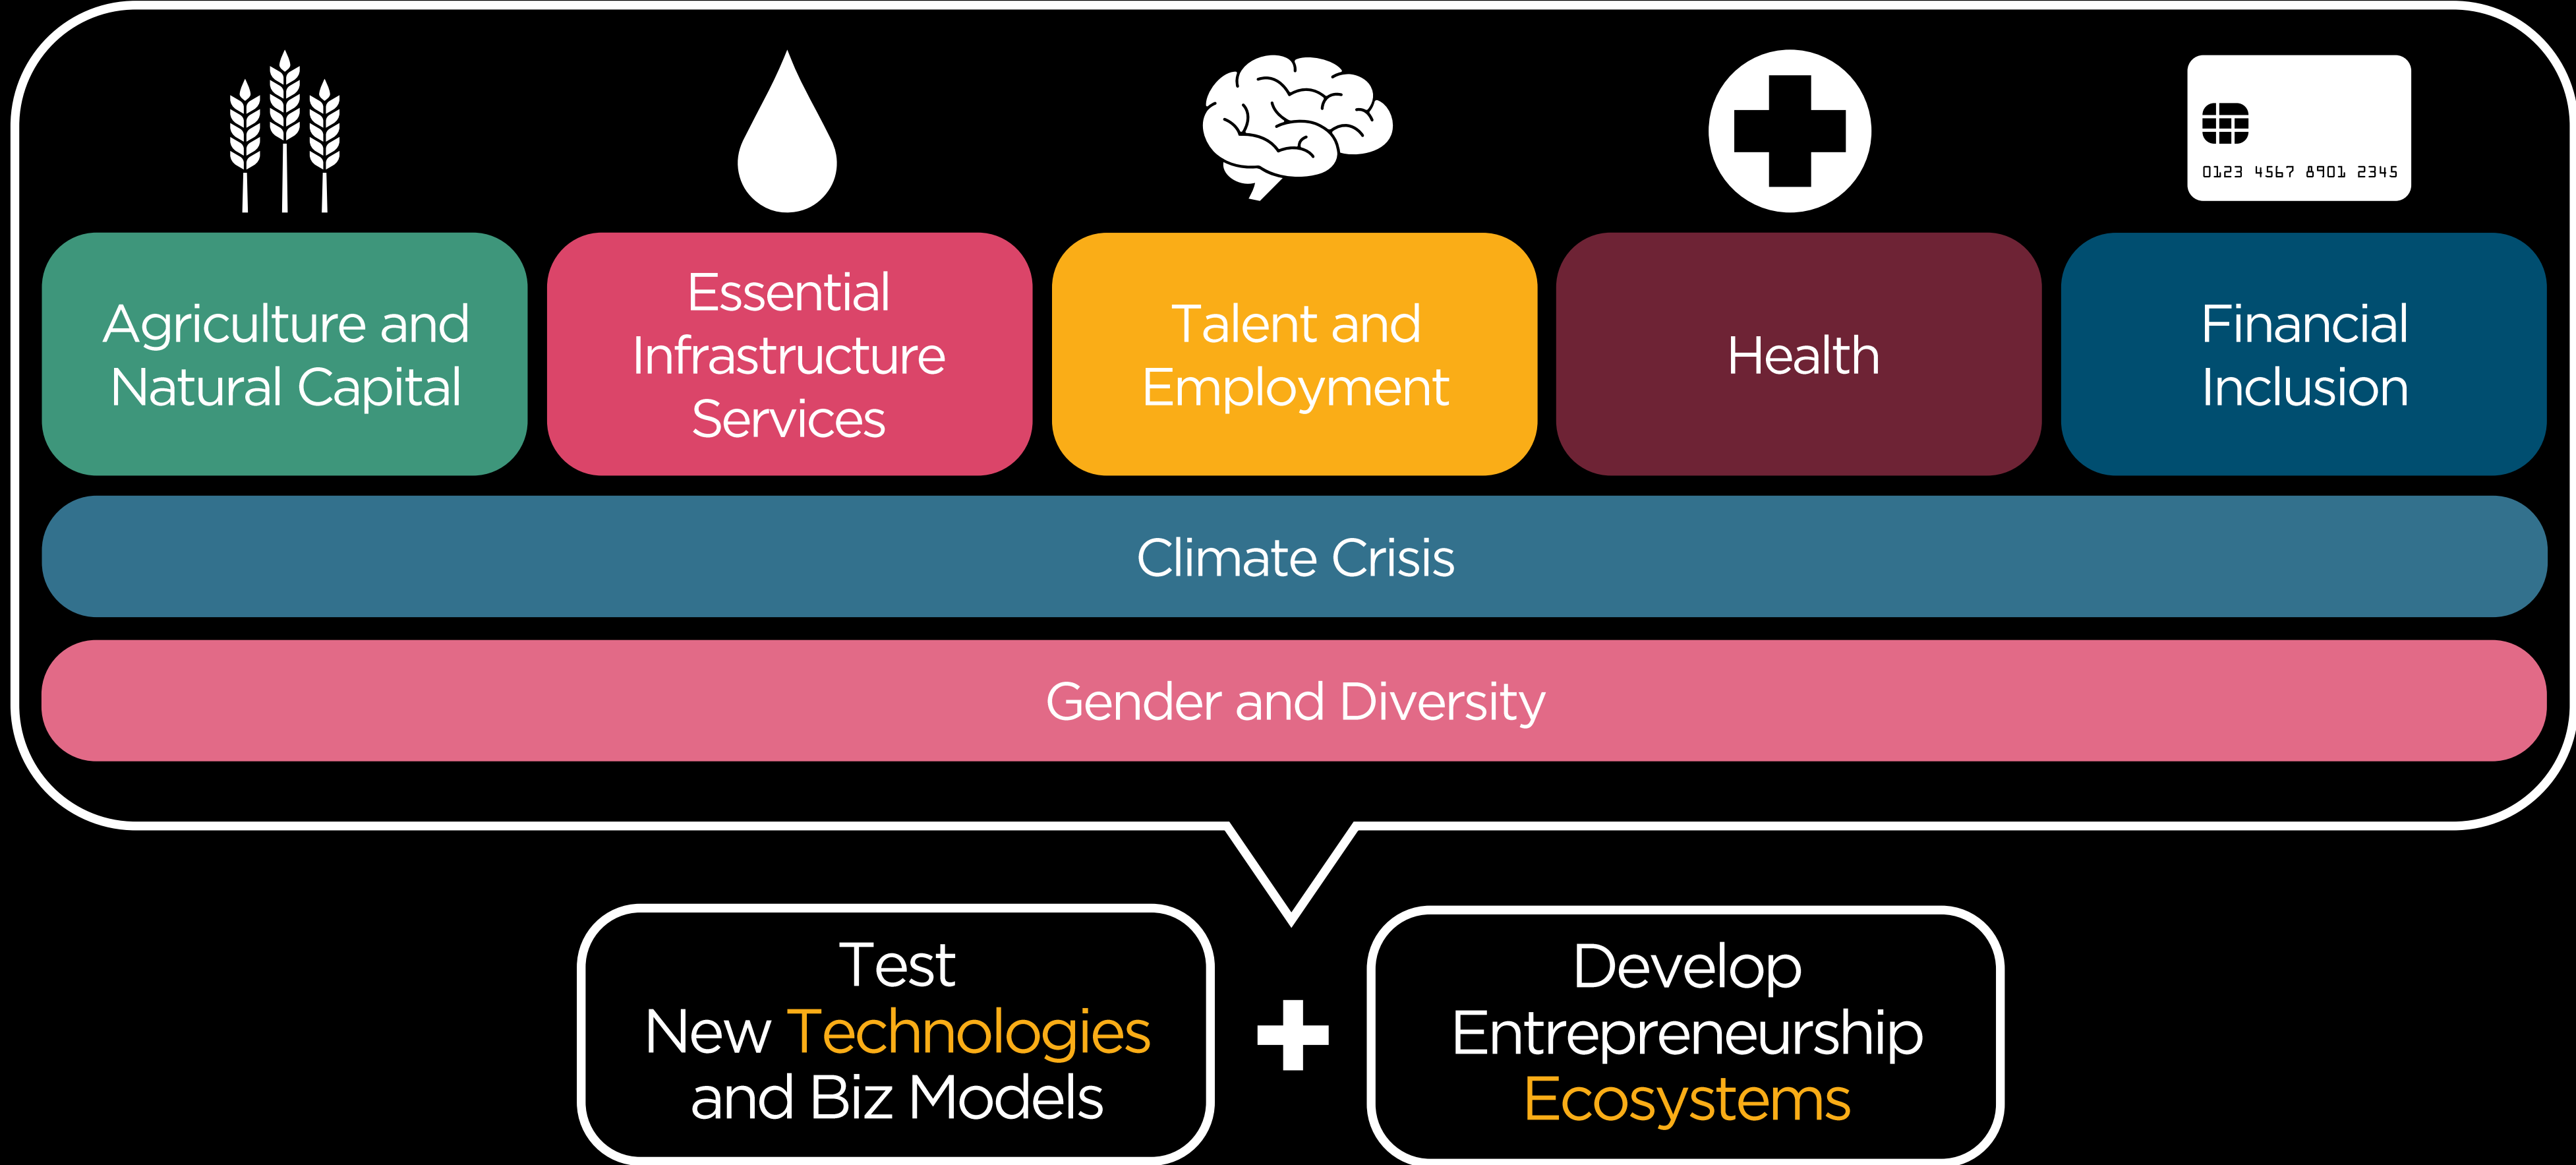 0123 4567 8901 2345
Agriculture and
Natural Capital
Essential
Infrastructure
Services
Talent and
Employment
Health
Financial
Inclusion
Climate Crisis
Gender and Diversity
Test
New Technologies
and Biz Models
Develop
Entrepreneurship
Ecosystems